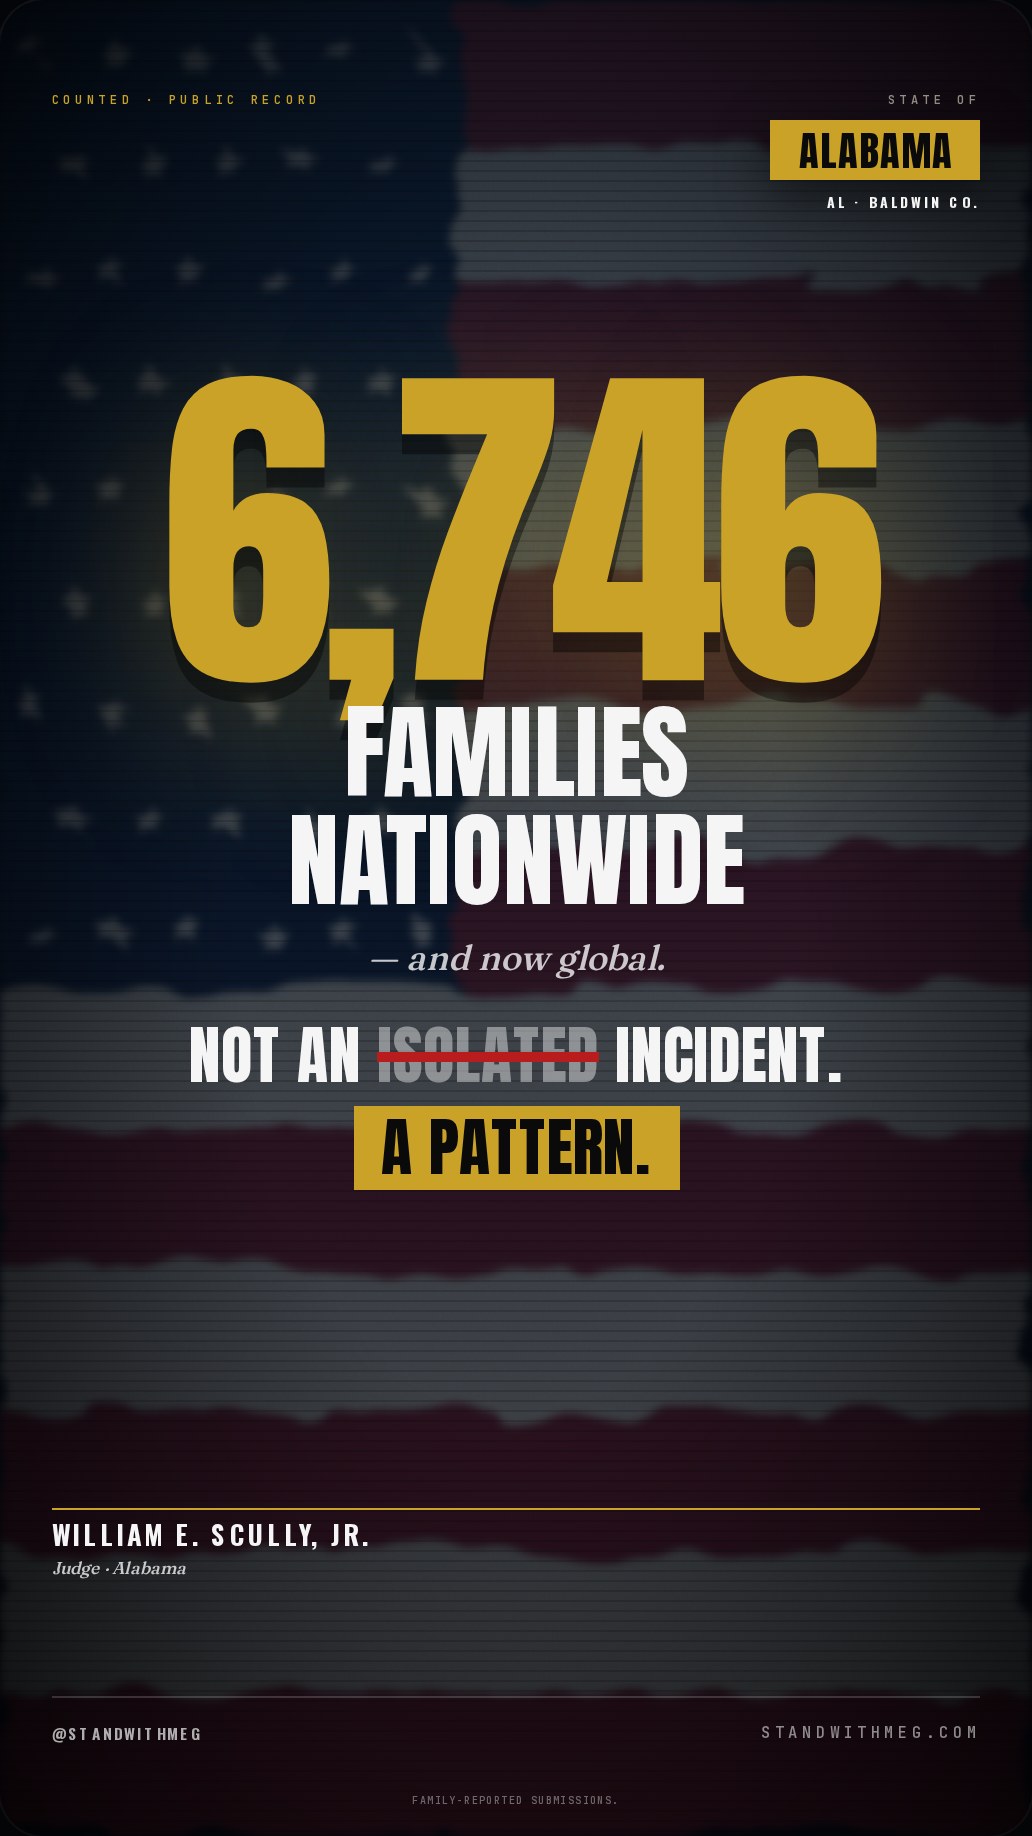 COUNTED · PUBLIC RECORD
STATE OF
ALABAMA
AL · BALDWIN CO.
6,746
FAMILIES
NATIONWIDE
— and now global.
NOT AN ISOLATED INCIDENT.
A PATTERN.
WILLIAM E. SCULLY, JR.
Judge · Alabama
@STANDWITHMEG
STANDWITHMEG.COM
FAMILY-REPORTED SUBMISSIONS.